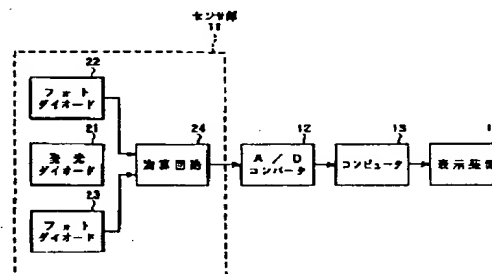 センサ部
11
22
フォト
ダイオード
21
発光
ダイオード
23
フォト
ダイオード
24
演算回路
12
A / D
コンバータ
13
コンピュータ
表示装置